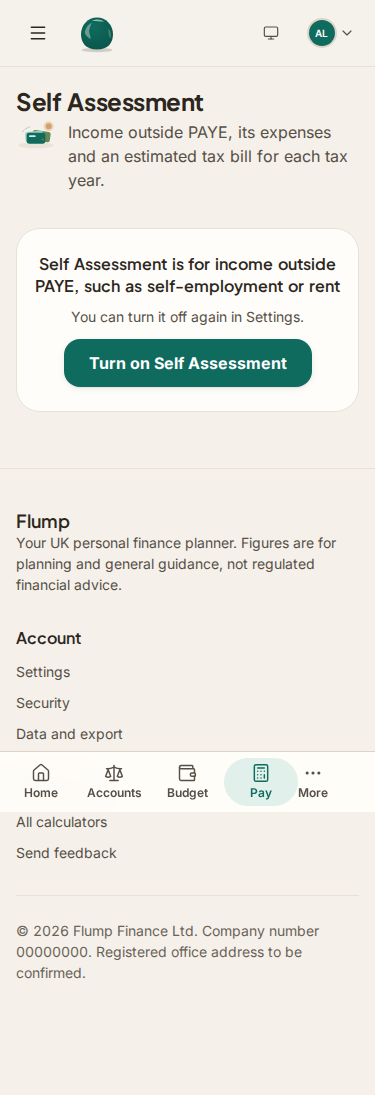 AL
Self Assessment
Income outside PAYE, its expenses
and an estimated tax bill for each tax
year.
Self Assessment is for income outside
PAYE, such as self-employment or rent
You can turn it off again in Settings.
Turn on Self Assessment
Flump
Your UK personal finance planner. Figures are for
planning and general guidance, not regulated
financial advice.
Account
Settings
Security
Data and export
Home Accounts Budget Pay More
All calculators
Send feedback
© 2026 Flump Finance Ltd. Company number
00000000. Registered office address to be
confirmed.